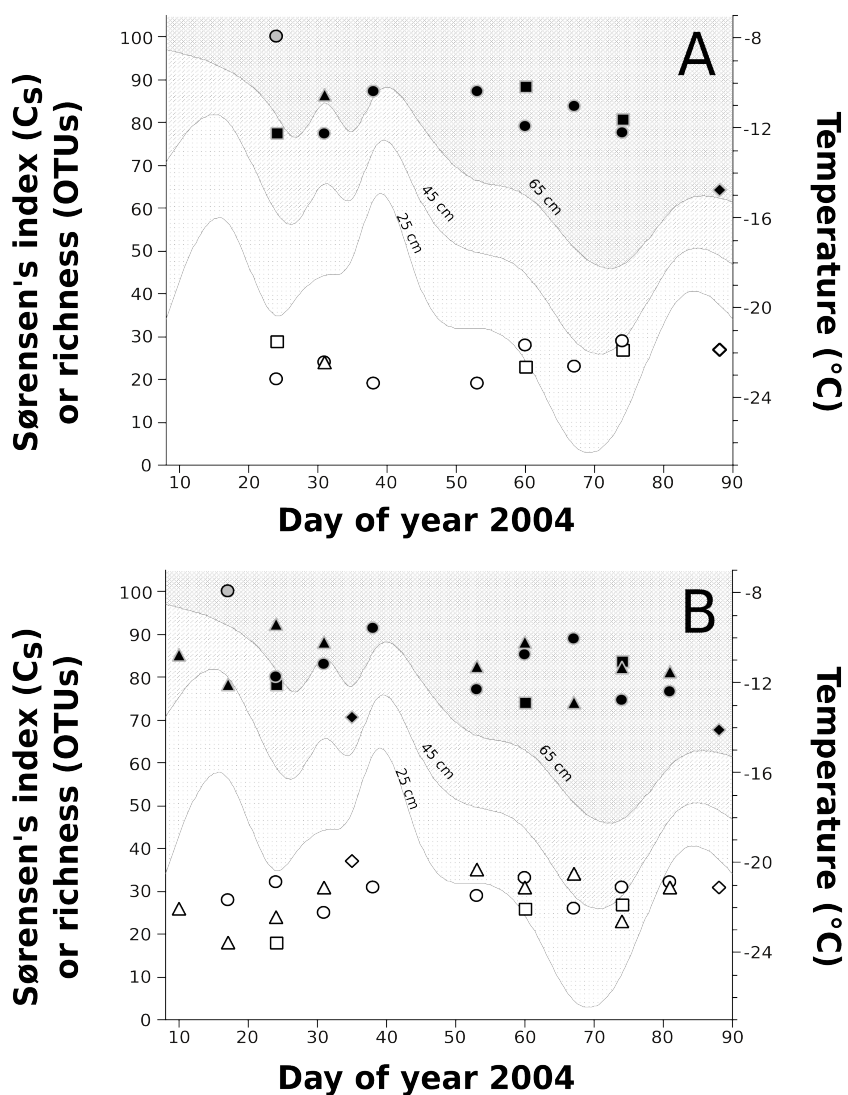 A
100
90
80
70
60
50
40
30
20
10
0
-8
-12
-16
-20
-24
65 cm
45 cm
25 cm
Sørensen's index (Cs)
or richness (OTUs)
Temperature (°C)
10 20 30 40 50 60 70 80 90
Day of year 2004
B
100
90
80
70
60
50
40
30
20
10
0
-8
-12
-16
-20
-24
45 cm
65 cm
25 cm
Sørensen's index (Cs)
or richness (OTUs)
Temperature (°C)
10 20 30 40 50 60 70 80 90
Day of year 2004